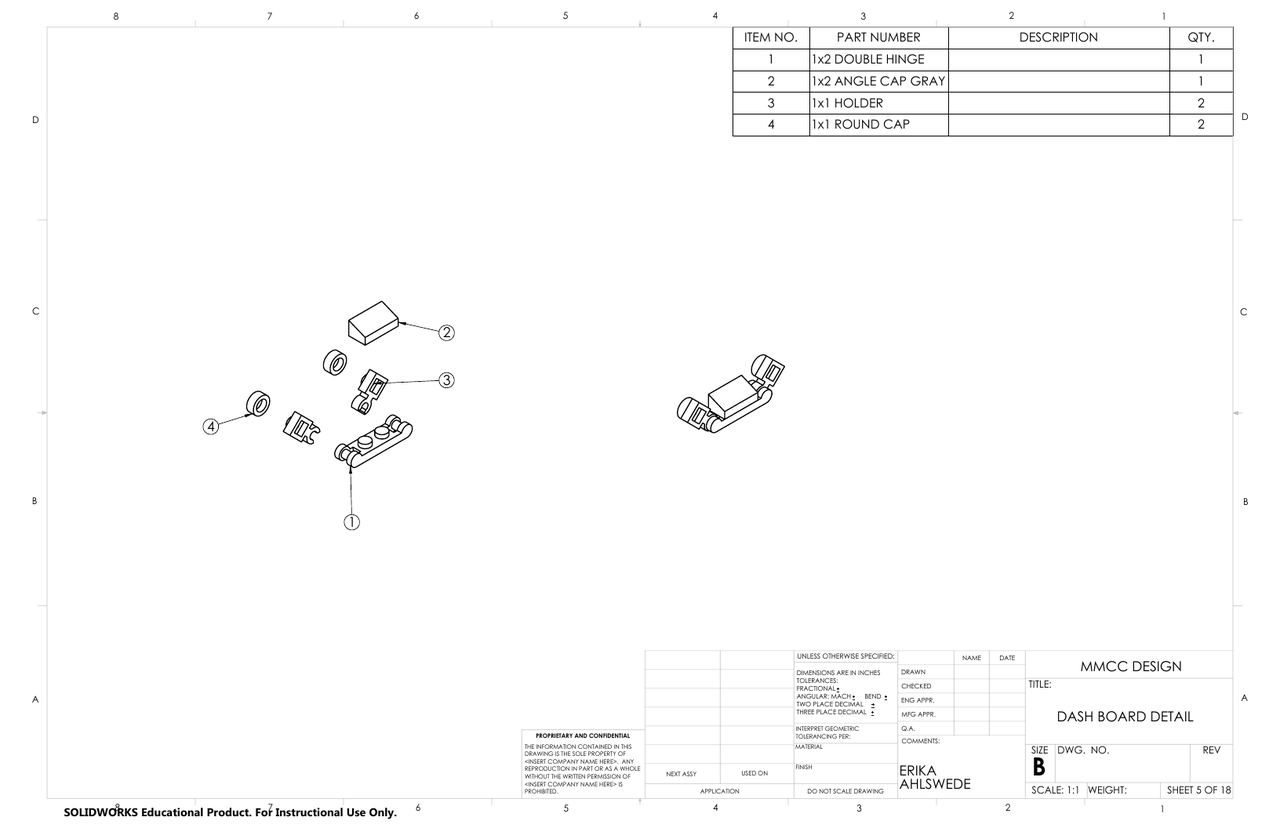 8 7 6 5 4 3 2 1
ITEM NO. PART NUMBER DESCRIPTION QTY.
1 1x2 DOUBLE HINGE 1
2 1x2 ANGLE CAP GRAY 1
3 1x1 HOLDER 2
4 1x1 ROUND CAP 2
D D
C C
2
3
4
1
B B
A A
UNLESS OTHERWISE SPECIFIED:
DIMENSIONS ARE IN INCHES
TOLERANCES:
FRACTIONAL±
ANGULAR: MACH± BEND ±
TWO PLACE DECIMAL ±
THREE PLACE DECIMAL ±
INTERPRET GEOMETRIC
TOLERANCING PER:
MATERIAL
FINISH
DO NOT SCALE DRAWING
NAME DATE
DRAWN
CHECKED
ENG APPR.
MFG APPR.
Q.A.
COMMENTS:
ERIKA
AHLSWEDE
MMCC DESIGN
TITLE:
DASH BOARD DETAIL
SIZE DWG. NO. REV
B
SCALE: 1:1 WEIGHT: SHEET 5 OF 18
PROPRIETARY AND CONFIDENTIAL
THE INFORMATION CONTAINED IN THIS
DRAWING IS THE SOLE PROPERTY OF
<INSERT COMPANY NAME HERE>. ANY
REPRODUCTION IN PART OR AS A WHOLE
WITHOUT THE WRITTEN PERMISSION OF
<INSERT COMPANY NAME HERE> IS
PROHIBITED.
NEXT ASSY USED ON
APPLICATION
8 6 5 4 3 2 1
SOLIDWORKS Educational Product. For Instructional Use Only.